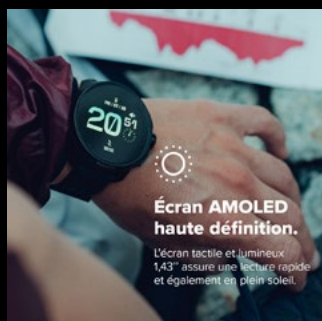 20 51
Écran AMOLED
haute définition.
L'écran tactile et lumineux
1,43'' assure une lecture rapide
et également en plein soleil.